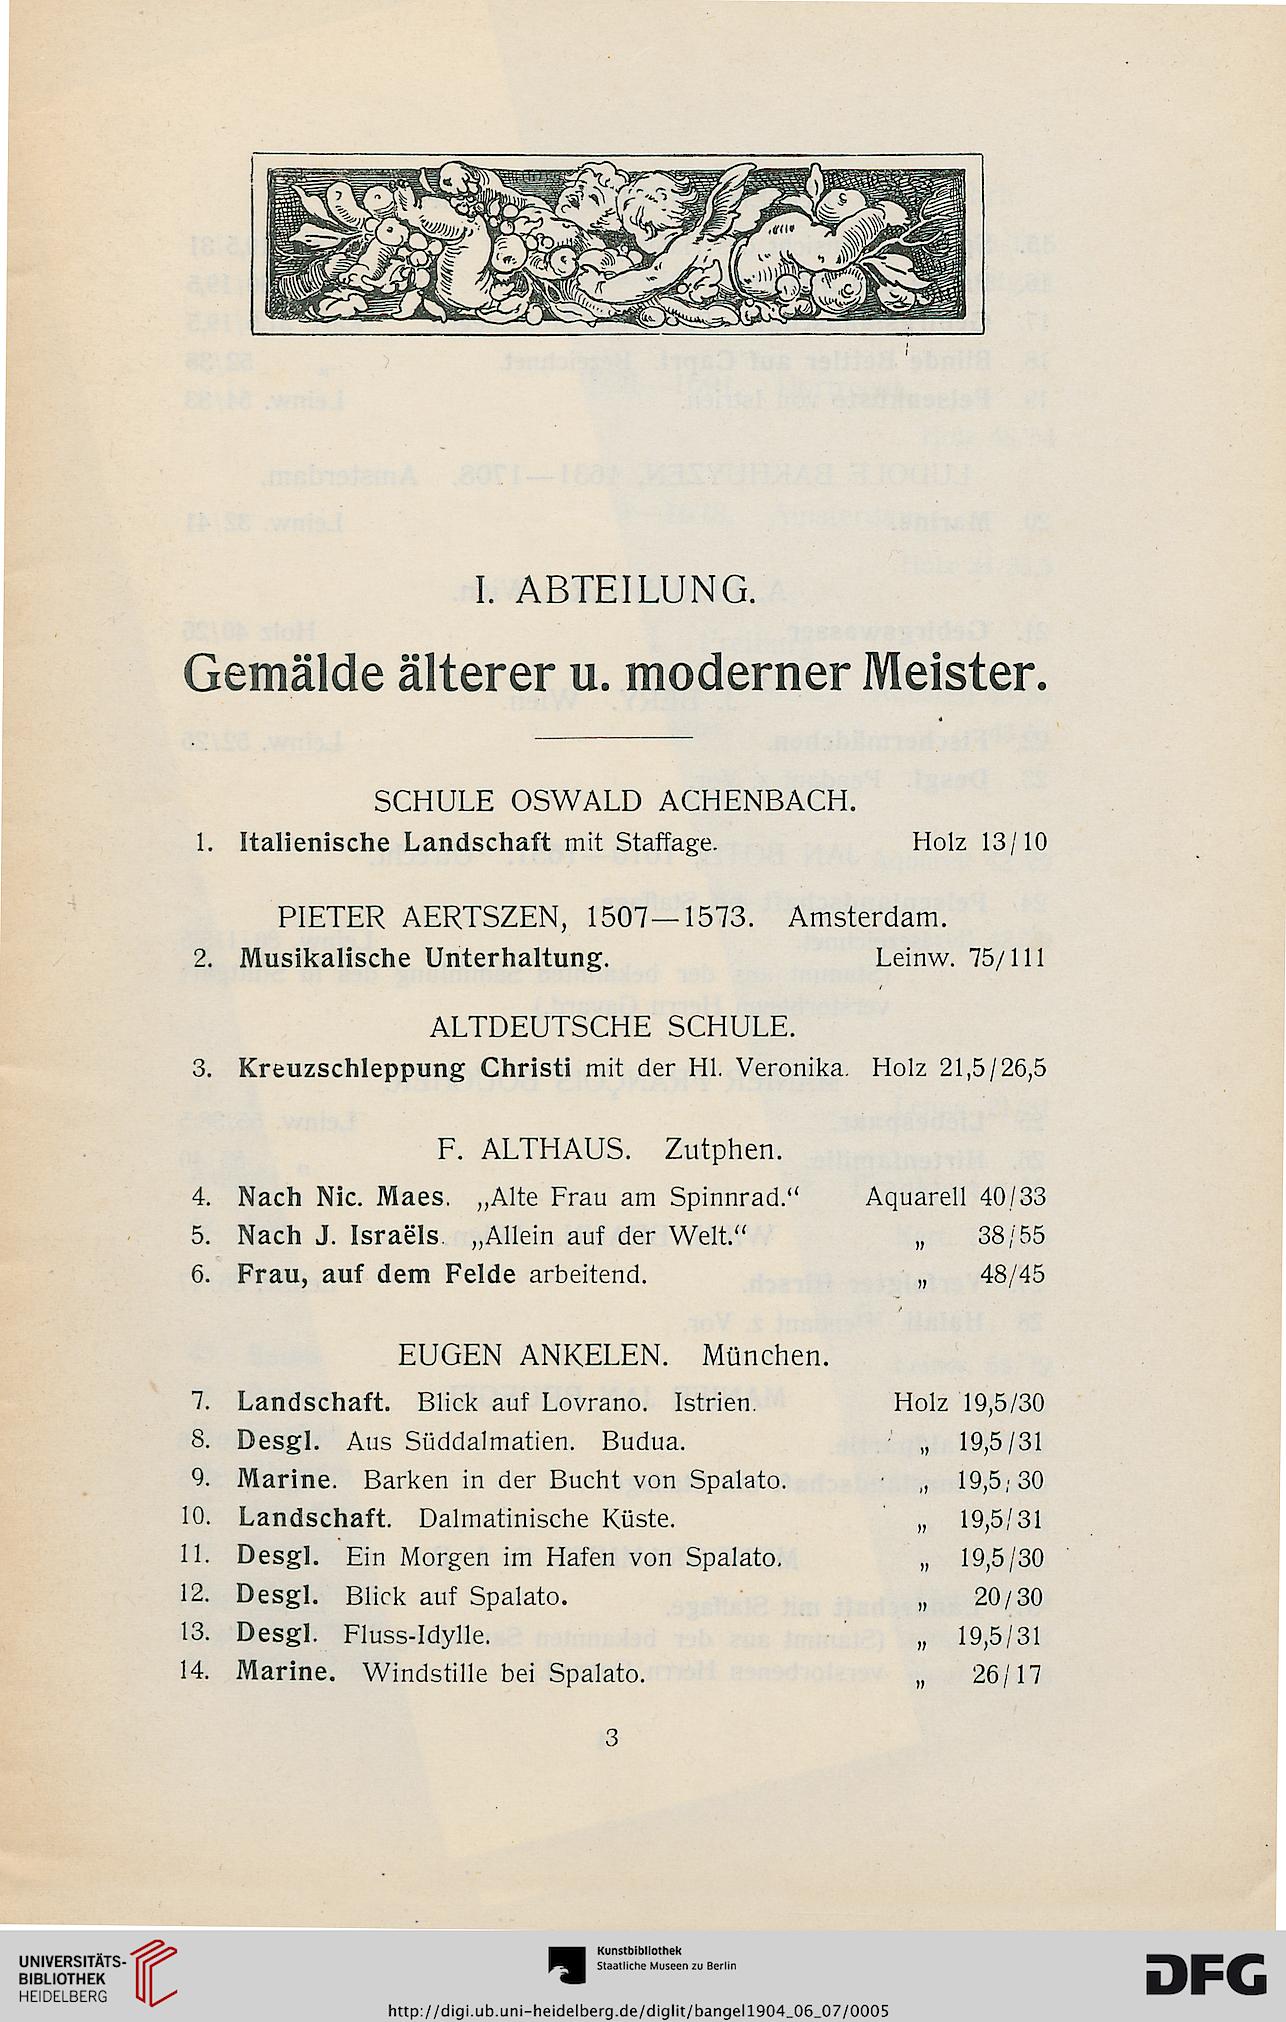 I. ABTEILUNG.
Gemälde älterer u. moderner Meister.
SCHULE OSWALD ACHENBACH.
1. Italienische Landschaft mit Staffage. Holz 13/10
PIETER AERTSZEN, 1507—1573. Amsterdam.
2. Musikalische Unterhaltung. Leinw. 75/111
ALTDEUTSCHE SCHULE.
3. Kreuzschleppung Christi mit der Hl. Veronika. Holz 21,5/26,5
F. ALTHAUS. Zutphen.
4. Nach Nic. Maes. „Alte Frau am Spinnrad.“ Aquarell 40/33
5. Nach J. Israëls. „Allein auf der Welt.“ „ 38/55
6. Frau, auf dem Felde arbeitend. „ 48/45
EUGEN ANKELEN. München.
7. Landschaft. Blick auf Lovrano. Istrien. Holz 19,5/30
8. Desgl. Aus Süddalmatien. Budua. „ 19,5/31
9. Marine. Barken in der Bucht von Spalato. „ 19,5/30
10. Landschaft. Dalmatinische Küste. „ 19,5/31
11. Desgl. Ein Morgen im Hafen von Spalato. „ 19,5/30
12. Desgl. Blick auf Spalato. „ 20/30
13. Desgl. Fluss-Idylle. „ 19,5/31
14. Marine. Windstille bei Spalato. „ 26/17
3
UNIVERSITÄTS-
BIBLIOTHEK
HEIDELBERG
Kunstbibliothek
Staatliche Museen zu Berlin
DFG
http://digi.ub.uni-heidelberg.de/diglit/bangel1904_06_07/0005